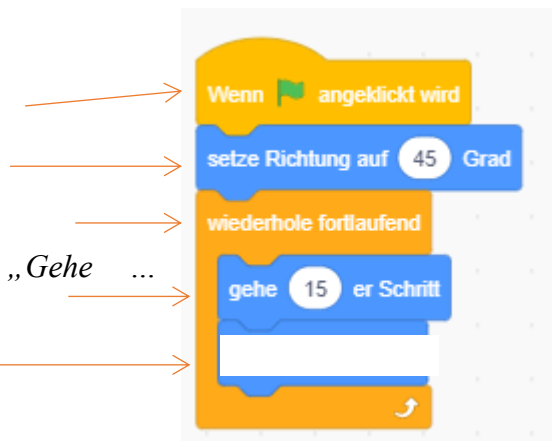 Wenn angeklickt wird
setze Richtung auf 45 Grad
wiederhole fortlaufend
„Gehe ...
gehe 15 er Schritt